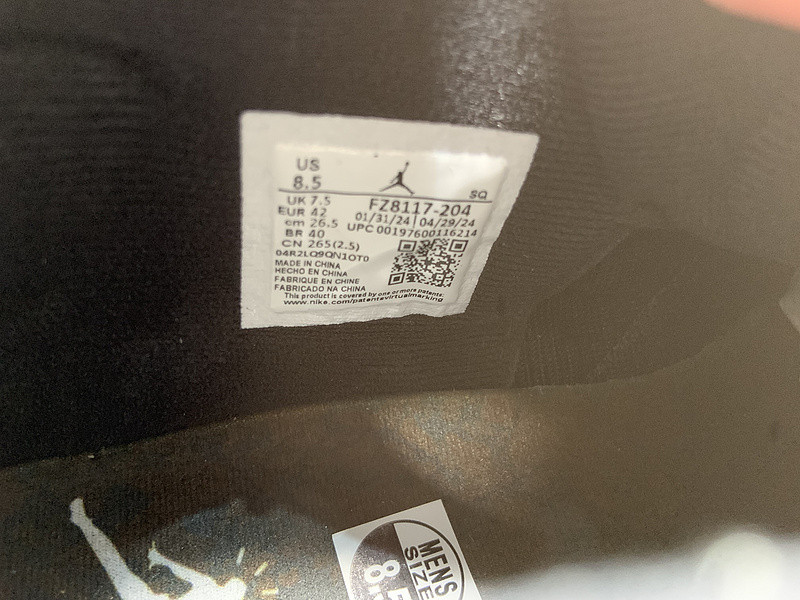 US
8.5
SQ
UK 7.5
FZ8117-204
EUR 42
01/31/24 | 04/29/24
cm 26.5
UPC 00197600116214
BR 40
CN 265(2.5)
04R2LQ9QN1OT0
MADE IN CHINA
HECHO EN CHINA
FABRIQUE EN CHINE
FABRICADO NA CHINA
This product is covered by one or more patents:
www.nike.com/patentsvirtualmarking
MENS
SIZE
8.5